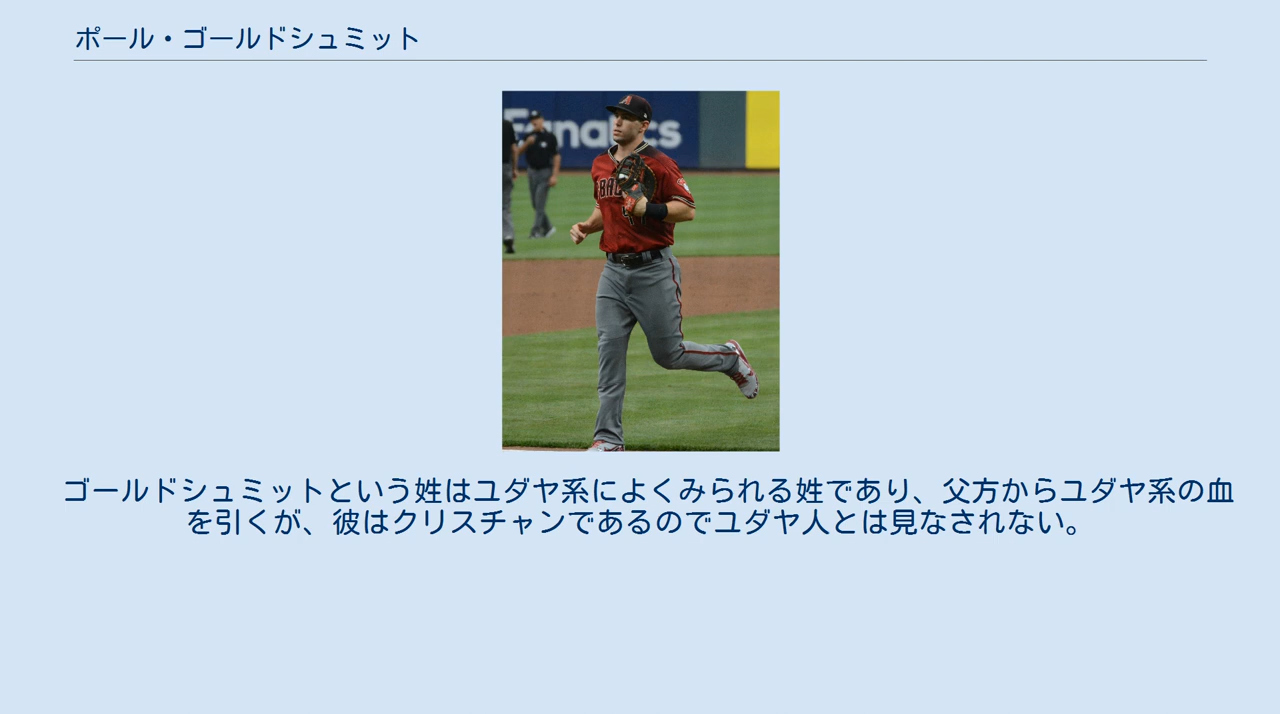 ポール・ゴールドシュミット
Fanatics
ゴールドシュミットという姓はユダヤ系によくみられる姓であり、父方からユダヤ系の血
を引くが、彼はクリスチャンであるのでユダヤ人とは見なされない。